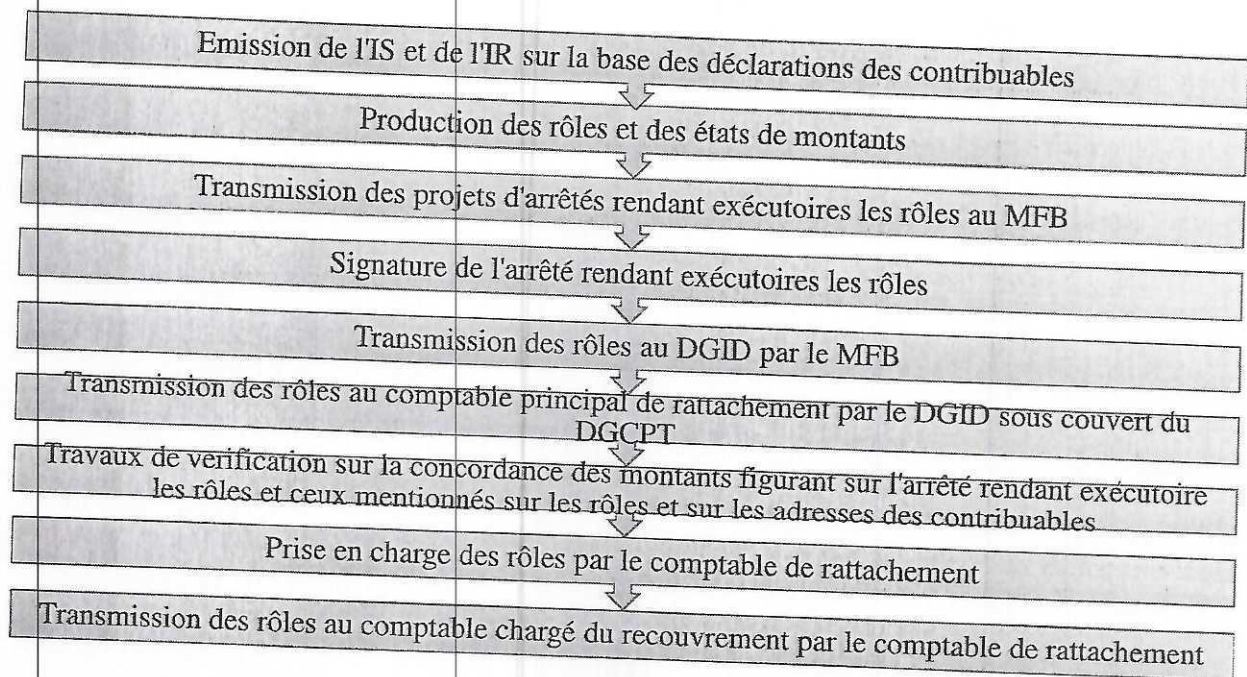 Emission de l'IS et de l'IR sur la base des déclarations des contribuables
Production des rôles et des états de montants
Transmission des projets d'arrêtés rendant exécutoires les rôles au MFB
Signature de l'arrêté rendant exécutoires les rôles
Transmission des rôles au DGID par le MFB
Transmission des rôles au comptable principal de rattachement par le DGID sous couvert du
DGCPT
Travaux de verification sur la concordance des montants figurant sur l'arrêté rendant exécutoire
les rôles et ceux mentionnés sur les rôles et sur les adresses des contribuables
Prise en charge des rôles par le comptable de rattachement
Transmission des rôles au comptable chargé du recouvrement par le comptable de rattachement